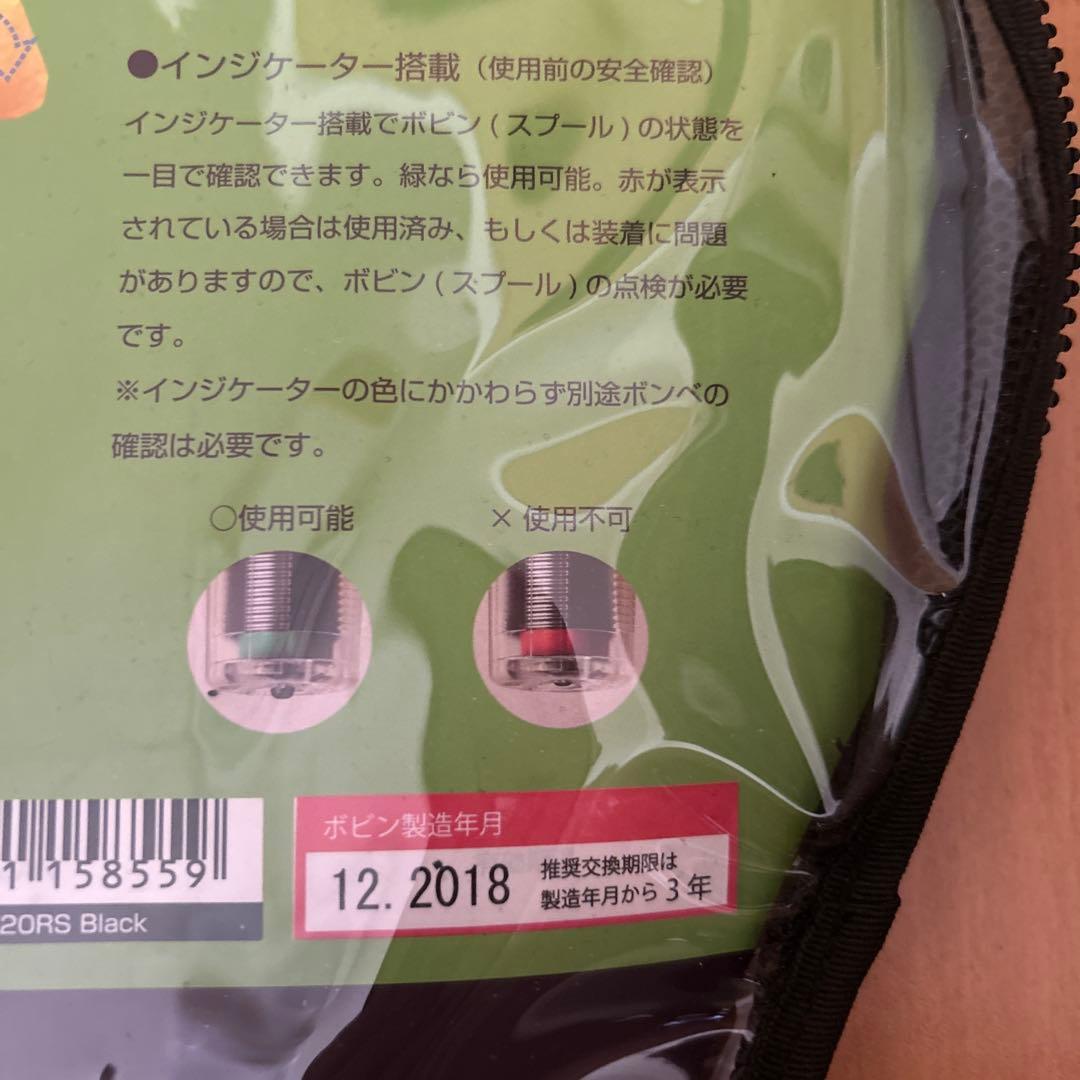 ●インジケーター搭載（使用前の安全確認）
インジケーター搭載でボビン(スプール)の状態を
一目で確認できます。緑なら使用可能。赤が表示
されている場合は使用済み、もしくは装着に問題
がありますので、ボビン(スプール)の点検が必要
です。
※インジケーターの色にかかわらず別途ボンベの
確認は必要です。
○使用可能
× 使用不可
1 158559
20RS Black
ボビン製造年月
12. 2018
推奨交換期限は
製造年月から3年